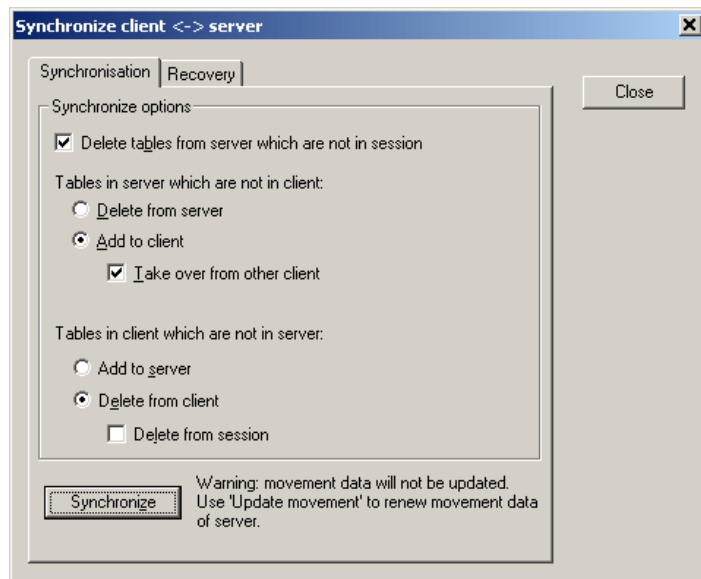 Synchronize client <-> server
Synchronisation
Recovery
Close
Synchronize options
Delete tables from server which are not in session
Tables in server which are not in client:
Delete from server
Add to client
Take over from other client
Tables in client which are not in server:
Add to server
Delete from client
Delete from session
Synchronize
Warning: movement data will not be updated.
Use 'Update movement' to renew movement data
of server.